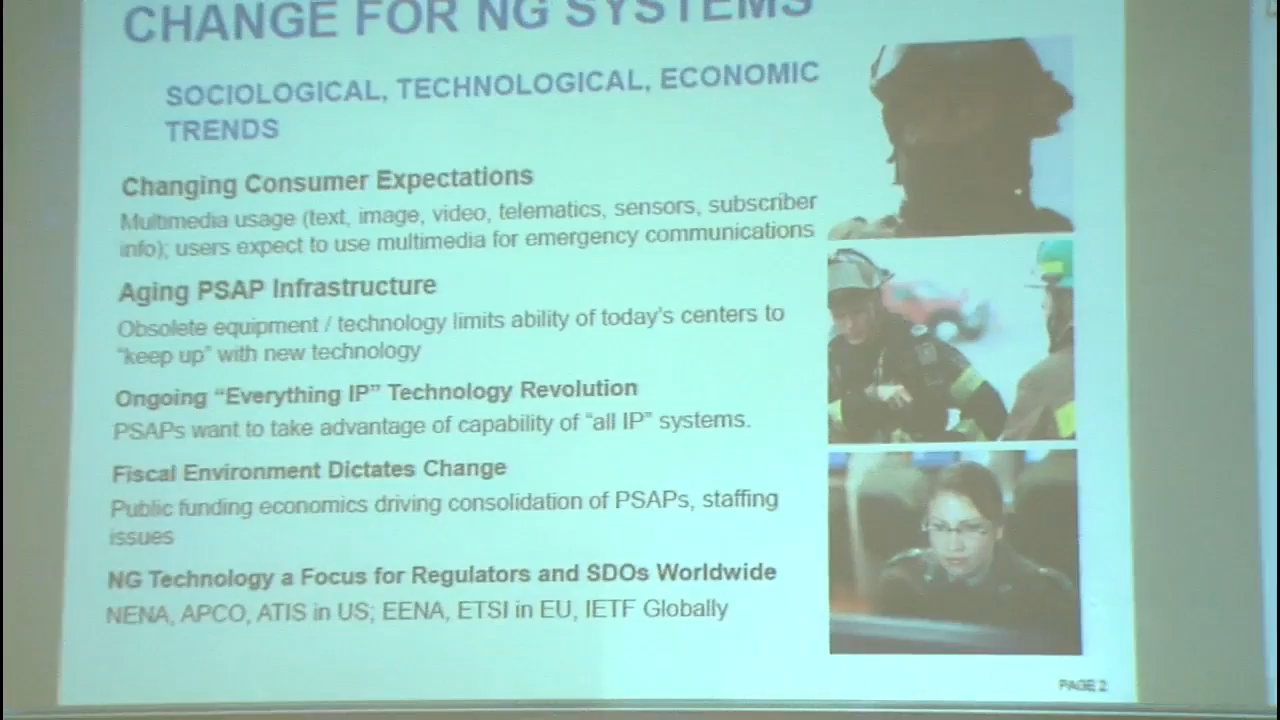 CHANGE FOR NG SYSTEMS
SOCIOLOGICAL, TECHNOLOGICAL, ECONOMIC
TRENDS
Changing Consumer Expectations
Multimedia usage (text, image, video, telematics, sensors, subscriber
info); users expect to use multimedia for emergency communications
Aging PSAP Infrastructure
Obsolete equipment / technology limits ability of today's centers to
"keep up" with new technology
Ongoing "Everything IP" Technology Revolution
PSAPs want to take advantage of capability of "all IP" systems.
Fiscal Environment Dictates Change
Public funding economics driving consolidation of PSAPs, staffing
issues
NG Technology a Focus for Regulators and SDOs Worldwide
NENA, APCO, ATIS in US; EENA, ETSI in EU, IETF Globally
PAGE 2